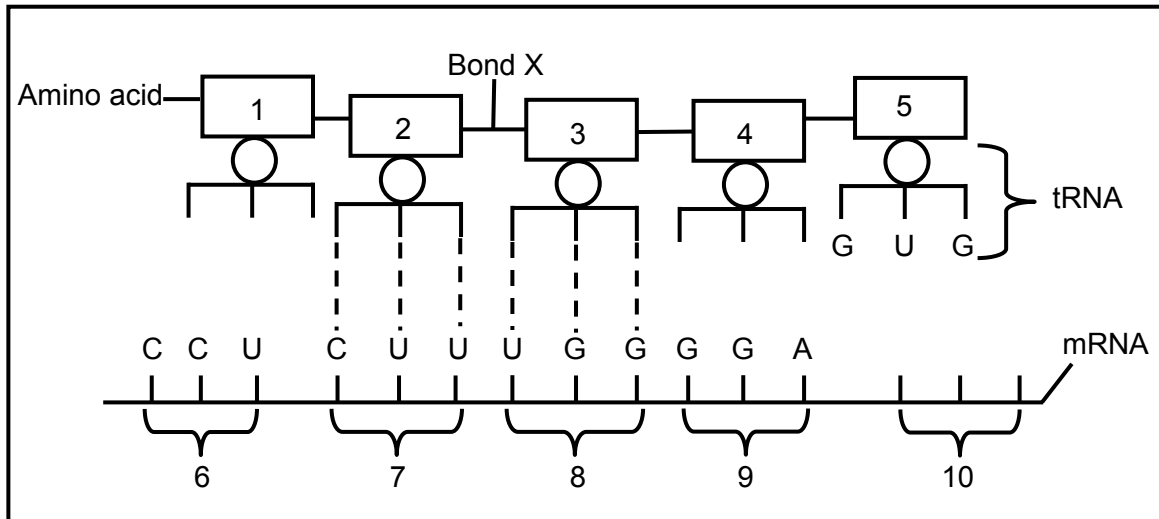 Bond X
Amino acid
1
2
3
4
5
tRNA
G U G
C C U C U U U G G G G A
mRNA
6 7 8 9 10